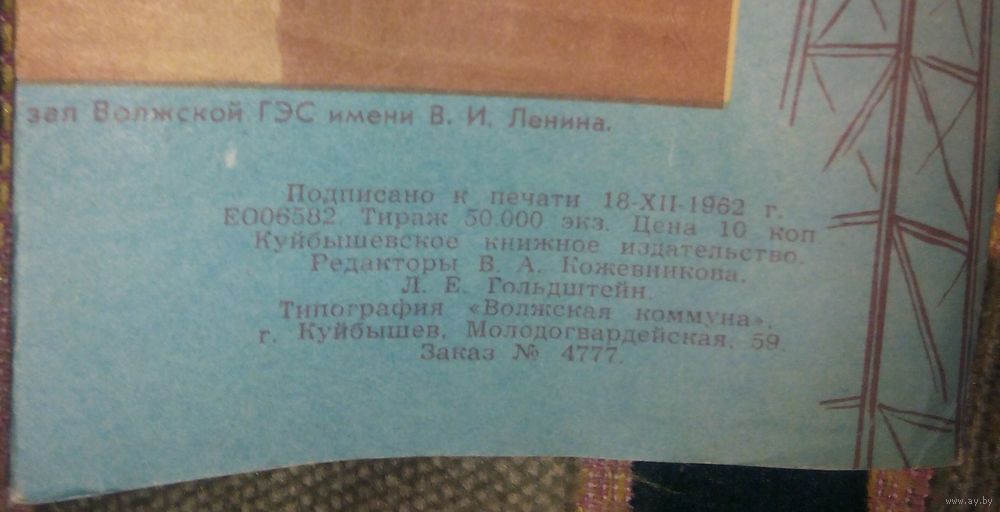 зал Волжской ГЭС имени В. И. Ленина.
Подписано к печати 18-XII-1962 г.
ЕО06582. Тираж 50.000 экз. Цена 10 коп
Куйбышевское книжное издательство.
Редакторы В. А. Кожевникова,
Л. Е. Гольдштейн.
Типография «Волжская коммуна»,
г. Куйбышев, Молодогвардейская, 59.
Заказ № 4777.
www.ay.by